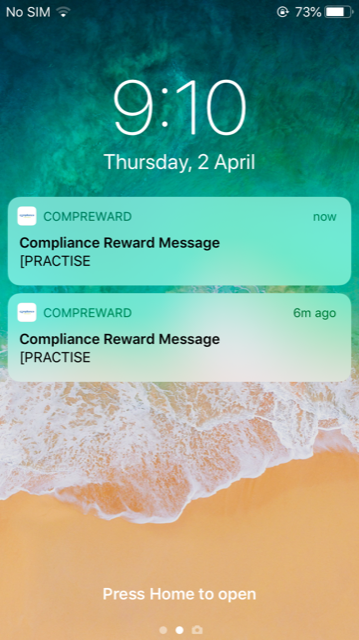 No SIM 73%
9:10
Thursday, 2 April
COMPREWARD now
Compliance Reward Message
[PRACTISE
COMPREWARD 6m ago
Compliance Reward Message
[PRACTISE
Press Home to open